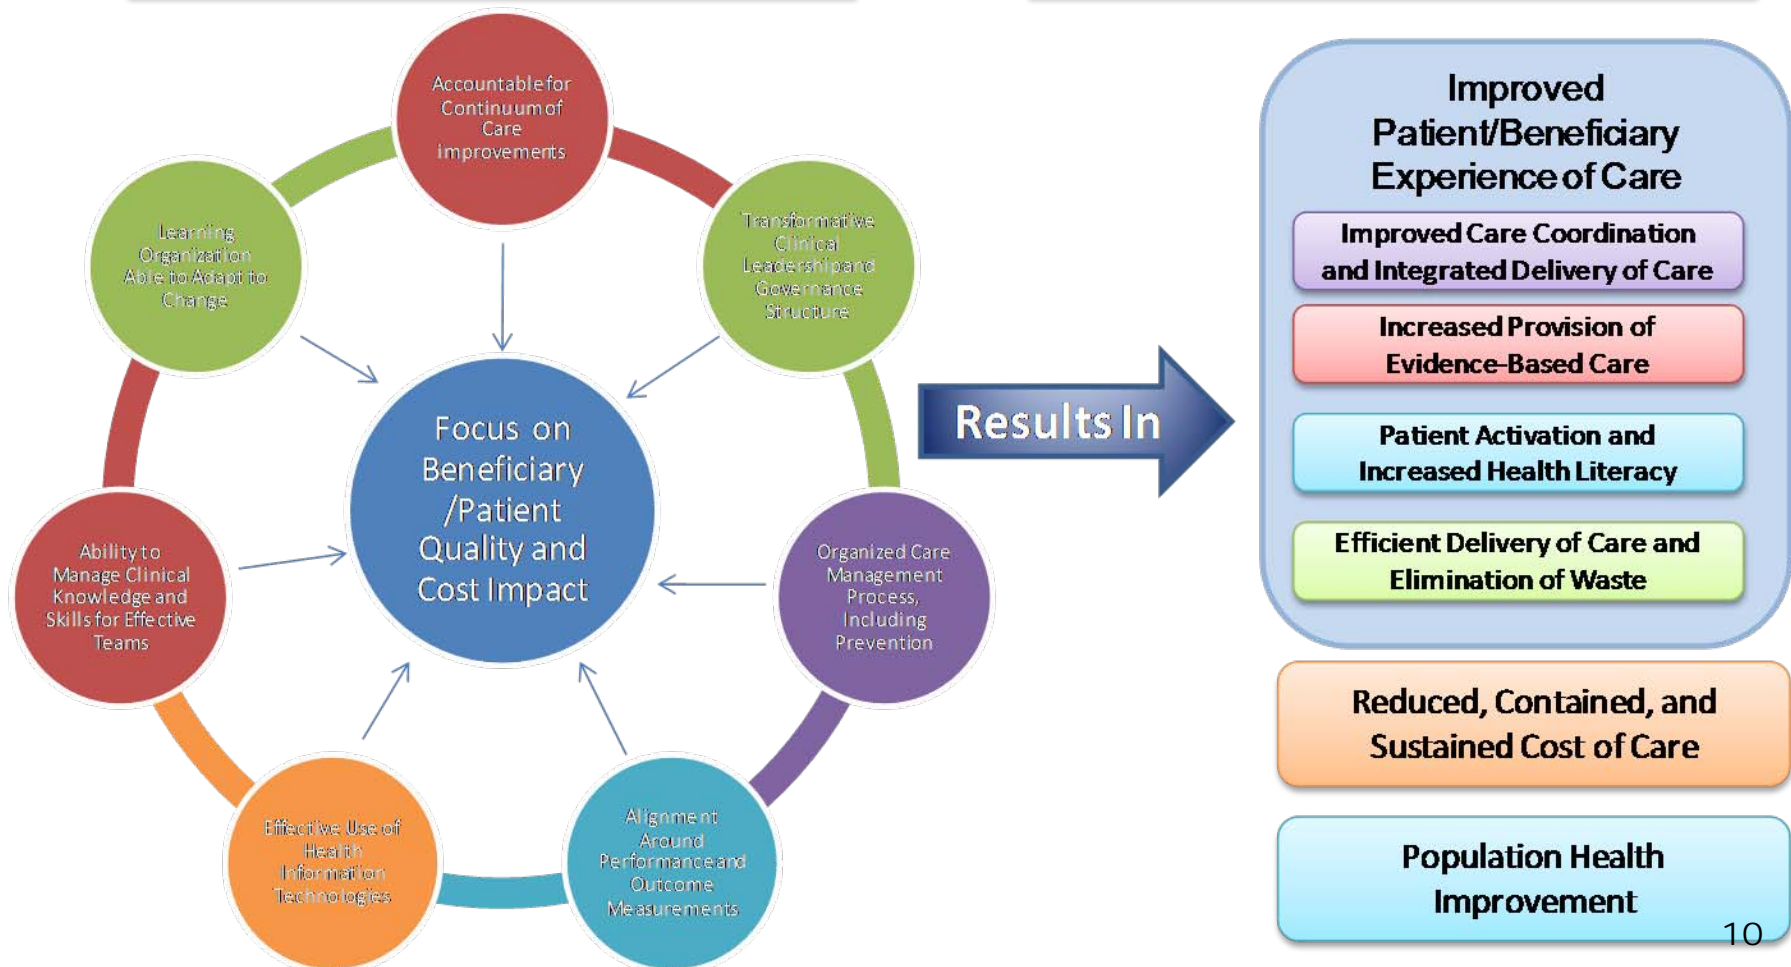 Accountable for
Continuum of
Care
improvements
Transformative
Clinical
Leadership and
Governance
Structure
Organized Care
Management
Process,
Including
Prevention
Alignment
Around
Performance and
Outcome
Measurements
Effective Use of
Health
Information
Technologies
Ability to
Manage Clinical
Knowledge and
Skills for Effective
Teams
Learning
Organization
Able to Adapt to
Change
Focus on
Beneficiary
/Patient
Quality and
Cost Impact
Results In
Improved
Patient/Beneficiary
Experience of Care
Improved Care Coordination
and Integrated Delivery of Care
Increased Provision of
Evidence-Based Care
Patient Activation and
Increased Health Literacy
Efficient Delivery of Care and
Elimination of Waste
Reduced, Contained, and
Sustained Cost of Care
Population Health
Improvement
10